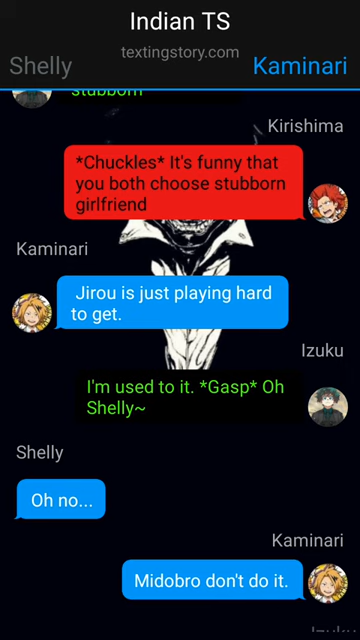 Indian TS
textingstory.com
Shelly
Kaminari
stubborn
Kirishima
*Chuckles* It's funny that
you both choose stubborn
girlfriend
Kaminari
Jirou is just playing hard
to get.
Izuku
I'm used to it. *Gasp* Oh
Shelly~
Shelly
Oh no...
Kaminari
Midobro don't do it.
Izuku